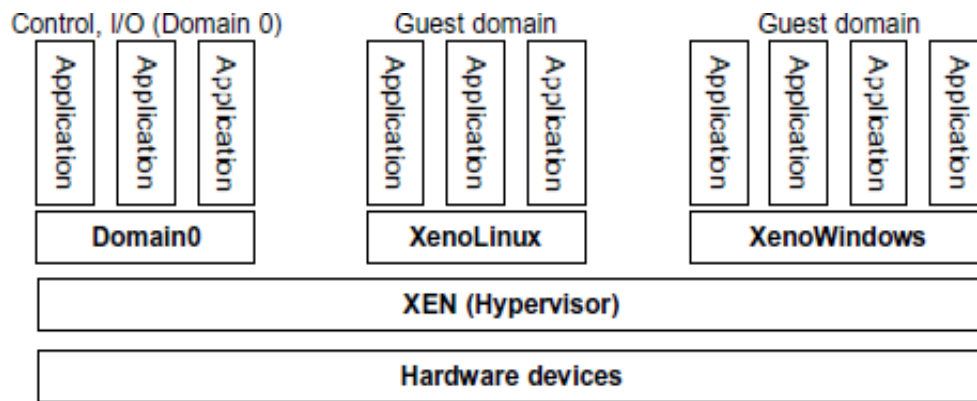 Control, I/O (Domain 0)
Guest domain
Guest domain
Application
Application
Application
Application
Application
Application
Application
Application
Application
Application
Domain0
XenoLinux
XenoWindows
XEN (Hypervisor)
Hardware devices